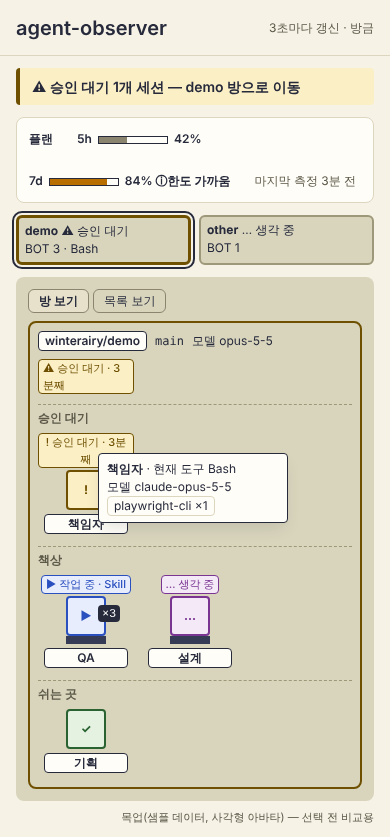 agent-observer
3초마다 갱신 · 방금
⚠ 승인 대기 1개 세션 — demo 방으로 이동
플랜 5h 42%
7d 84% ⓘ한도 가까움 마지막 측정 3분 전
demo ⚠ 승인 대기
BOT 3 · Bash
other … 생각 중
BOT 1
방 보기 목록 보기
winterairy/demo main 모델 opus-5-5
⚠ 승인 대기 · 3
분째
승인 대기
! 승인 대기 · 3분
째
!
책임자
책임자 · 현재 도구 Bash
모델 claude-opus-5-5
playwright-cli ×1
책상
▶ 작업 중 · Skill
▶
×3
QA
… 생각 중
…
설계
쉬는 곳
✓
기획
목업(샘플 데이터, 사각형 아바타) — 선택 전 비교용